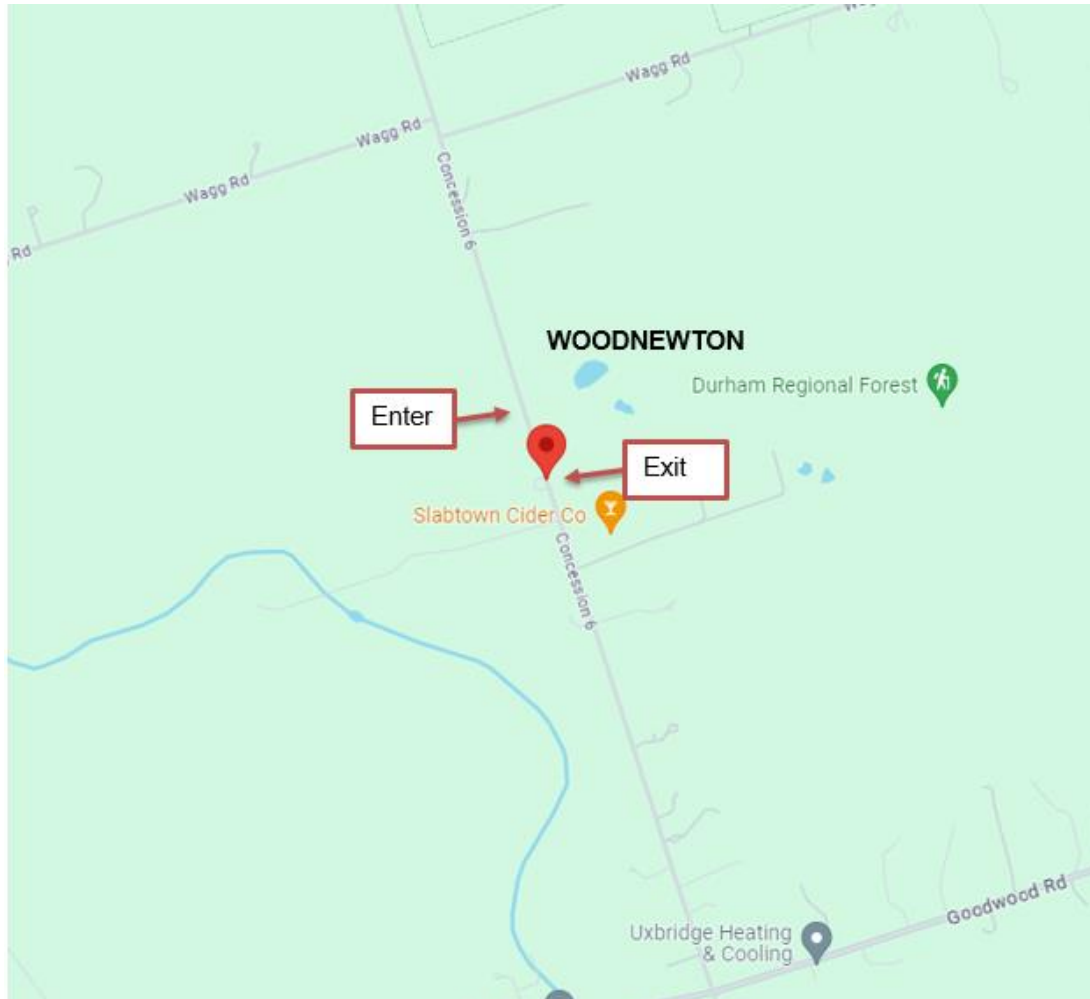 Wagg Rd
Wagg Rd
Wagg Rd
Concession 6
Rd
WOODNEWTON
Durham Regional Forest
Enter
Exit
Slabtown Cider Co
Concession 6
Goodwood Rd
Uxbridge Heating
& Cooling